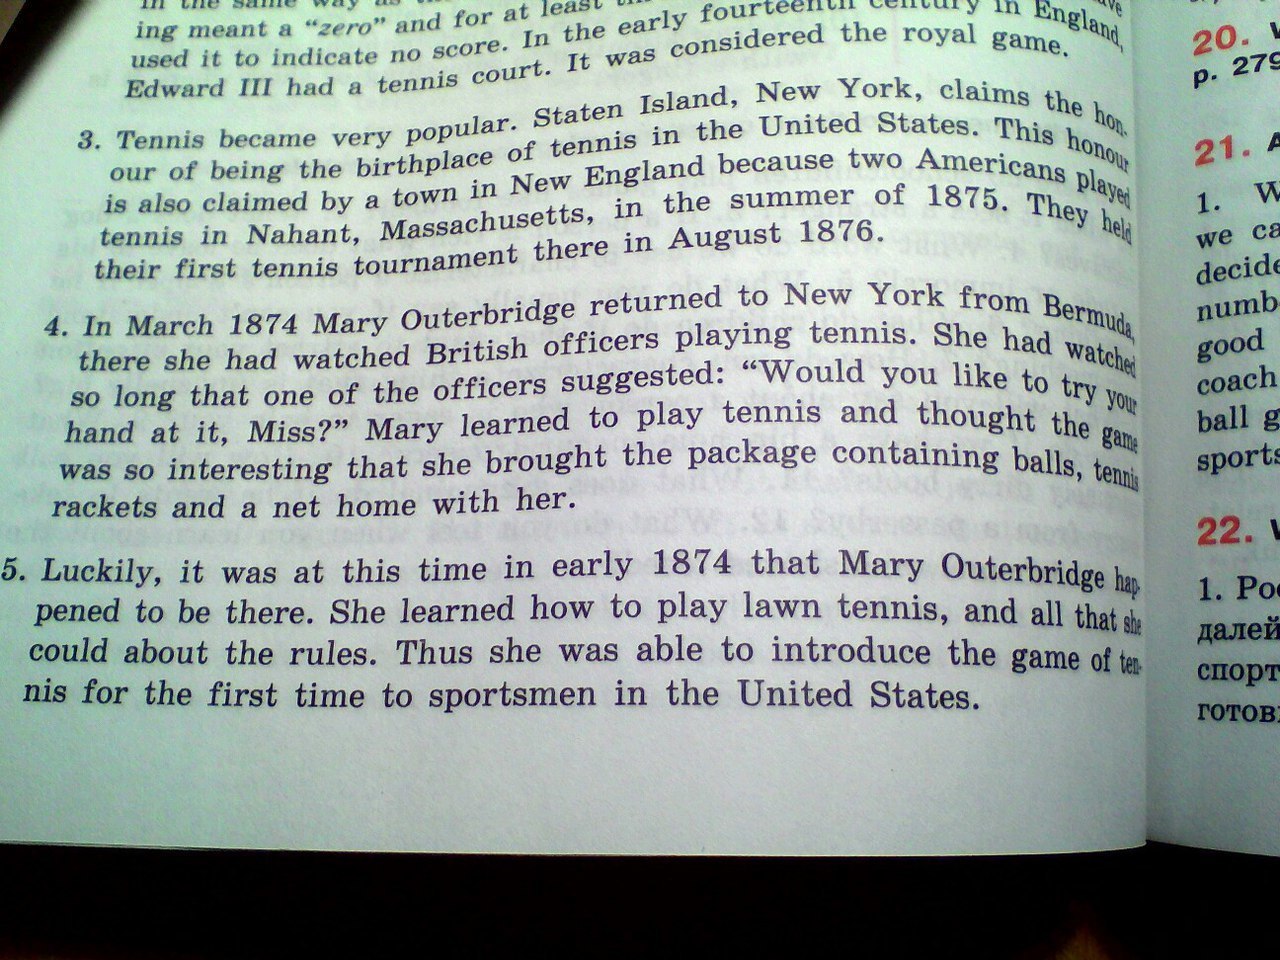 in the same way as
ing meant a "zero" and for at least
used it to indicate no score. In the early fourteenth century in England,
Edward III had a tennis court. It was considered the royal game.
3. Tennis became very popular. Staten Island, New York, claims the hon-
our of being the birthplace of tennis in the United States. This honour
is also claimed by a town in New England because two Americans played
tennis in Nahant, Massachusetts, in the summer of 1875. They held
their first tennis tournament there in August 1876.
4. In March 1874 Mary Outerbridge returned to New York from Bermuda,
there she had watched British officers playing tennis. She had watched
so long that one of the officers suggested: "Would you like to try your
hand at it, Miss?" Mary learned to play tennis and thought the game
was so interesting that she brought the package containing balls, tennis
rackets and a net home with her.
5. Luckily, it was at this time in early 1874 that Mary Outerbridge hap-
pened to be there. She learned how to play lawn tennis, and all that she
could about the rules. Thus she was able to introduce the game of ten-
nis for the first time to sportsmen in the United States.
20.
p. 279
21.
1.
we ca
decide
numb
good
coach
ball g
sports
22.
1. Ро
далей
спорт
готов